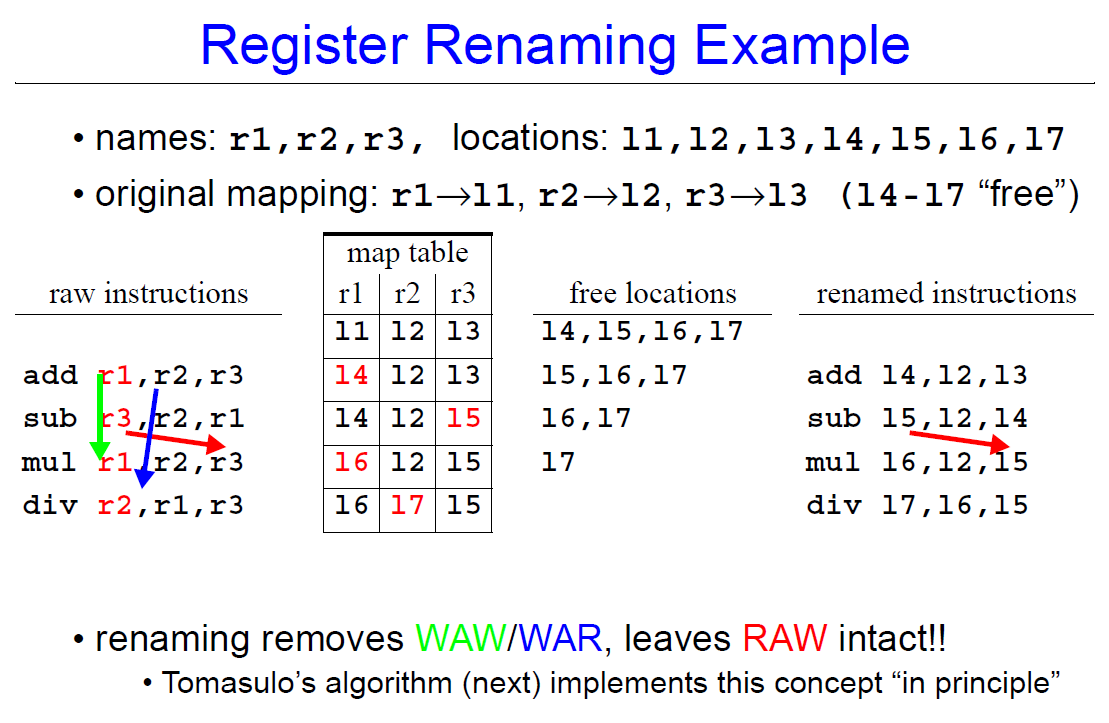 Register Renaming Example
• names: r1,r2,r3, locations: l1,l2,l3,l4,l5,l6,l7
• original mapping: r1→l1, r2→l2, r3→l3 (l4-l7 “free”)
map table
raw instructions r1 r2 r3 free locations renamed instructions
l1 l2 l3 l4,l5,l6,l7
add r1,r2,r3 l4 l2 l3 l5,l6,l7 add l4,l2,l3
sub r3,r2,r1 l4 l2 l5 l6,l7 sub l5,l2,l4
mul r1,r2,r3 l6 l2 l5 l7 mul l6,l2,l5
div r2,r1,r3 l6 l7 l5 div l7,l6,l5
• renaming removes WAW/WAR, leaves RAW intact!!
• Tomasulo’s algorithm (next) implements this concept “in principle”